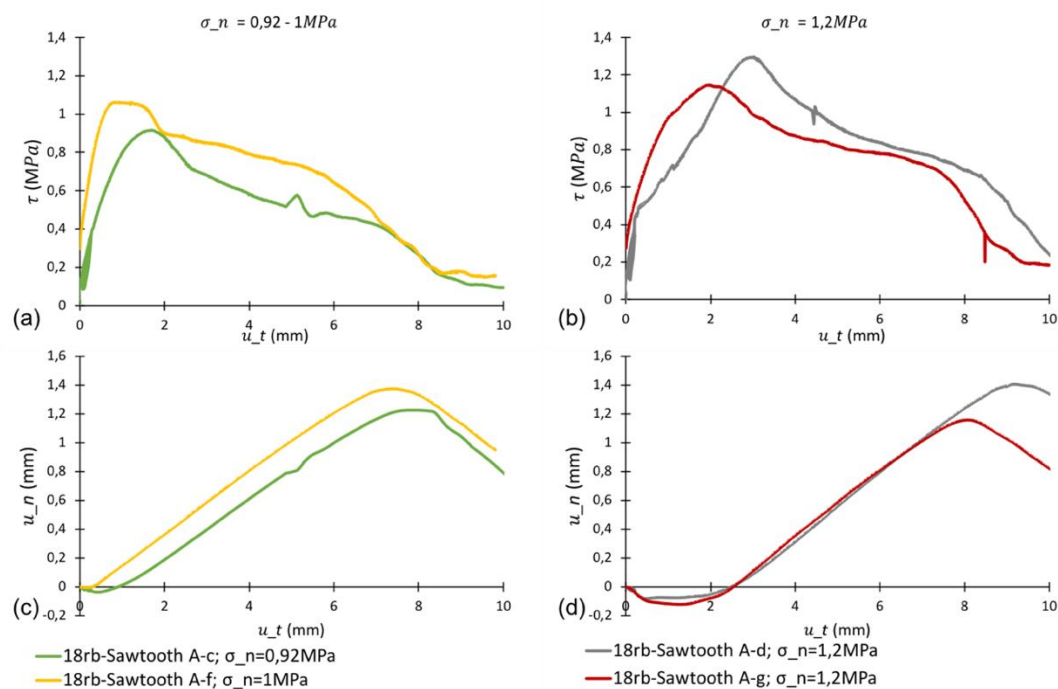 σ_n = 0,92 - 1MPa
σ_n = 1,2MPa
1,4
1,2
1
0,8
0,6
0,4
0,2
0
τ (MPa)
0 2 4 6 8 10
u_t (mm)
(a)
1,4
1,2
1
0,8
0,6
0,4
0,2
0
τ (MPa)
0 2 4 6 8 10
u_t (mm)
(b)
1,4
1,2
1
0,8
0,6
0,4
0,2
0
-0,2
u_n (mm)
0 2 4 6 8 10
u_t (mm)
(c)
1,4
1,2
1
0,8
0,6
0,4
0,2
0
-0,2
u_n (mm)
0 2 4 6 8 10
u_t (mm)
(d)
18rb-Sawtooth A-c; σ_n=0,92MPa
18rb-Sawtooth A-f; σ_n=1MPa
18rb-Sawtooth A-d; σ_n=1,2MPa
18rb-Sawtooth A-g; σ_n=1,2MPa